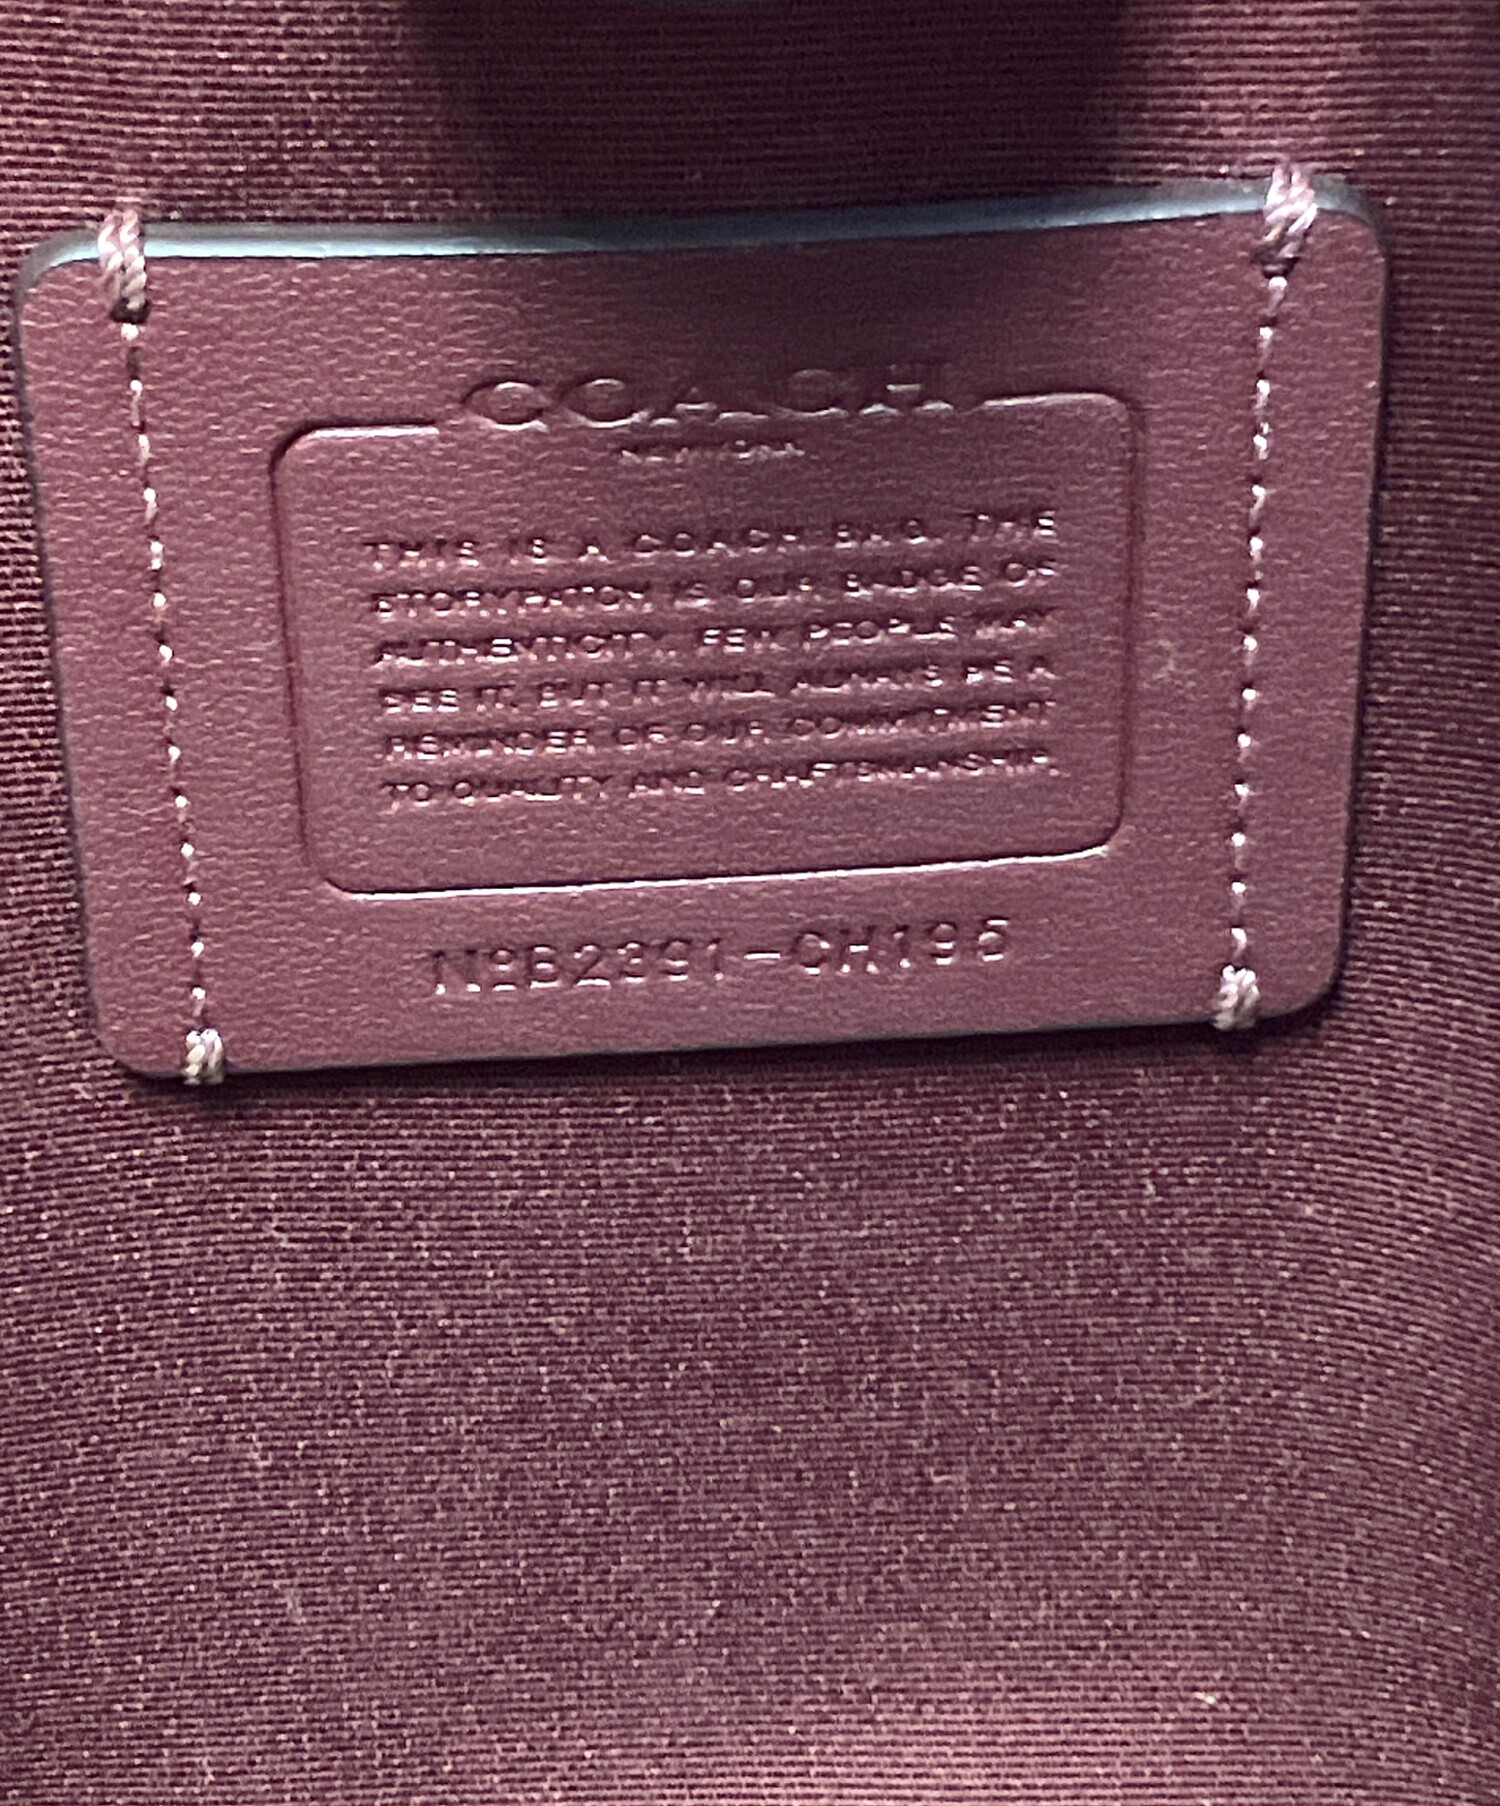 COACH
NEW YORK
THIS IS A COACH BAG. THE
STORYPATCH IS OUR BADGE OF
AUTHENTICITY. FEW PEOPLE MAY
SEE IT, BUT IT WILL ALWAYS BE A
REMINDER OF OUR COMMITMENT
TO QUALITY AND CRAFTSMANSHIP.
NºB2391-CH195